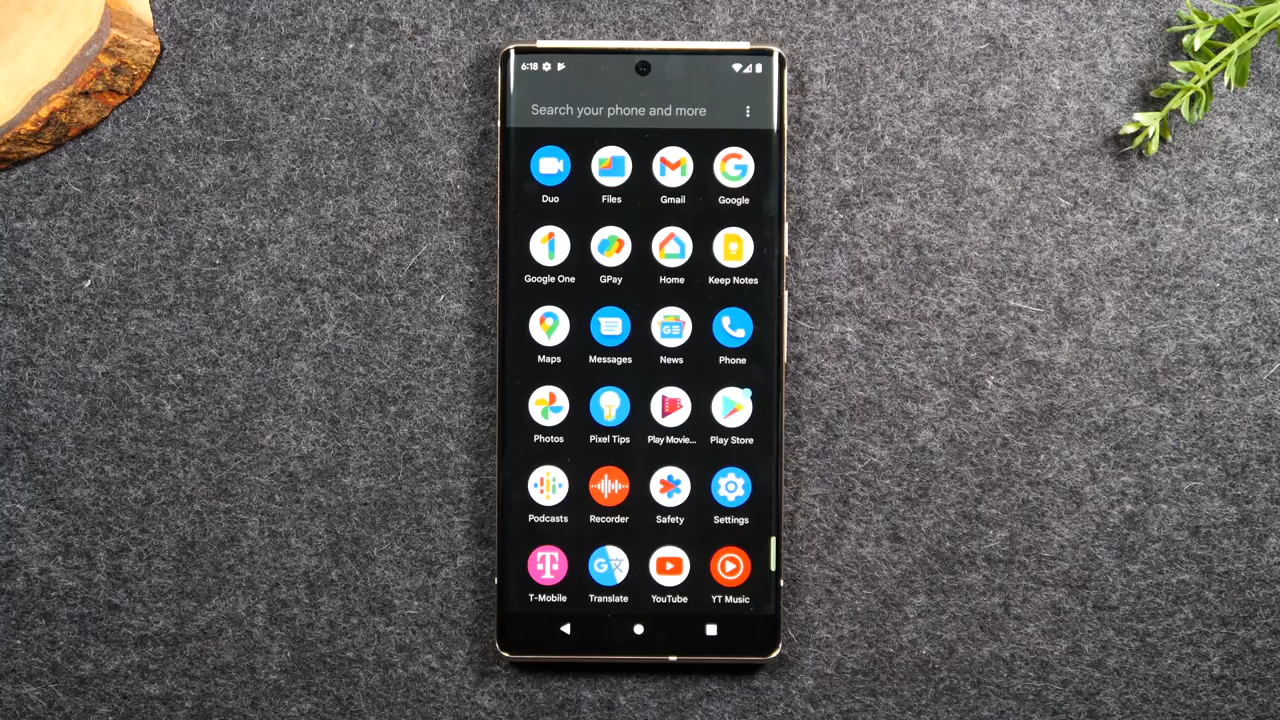 6:18
Search your phone and more
Duo Files Gmail Google
Google One GPay Home Keep Notes
Maps Messages News Phone
Photos Pixel Tips Play Movie... Play Store
Podcasts Recorder Safety Settings
T-Mobile Translate YouTube YT Music